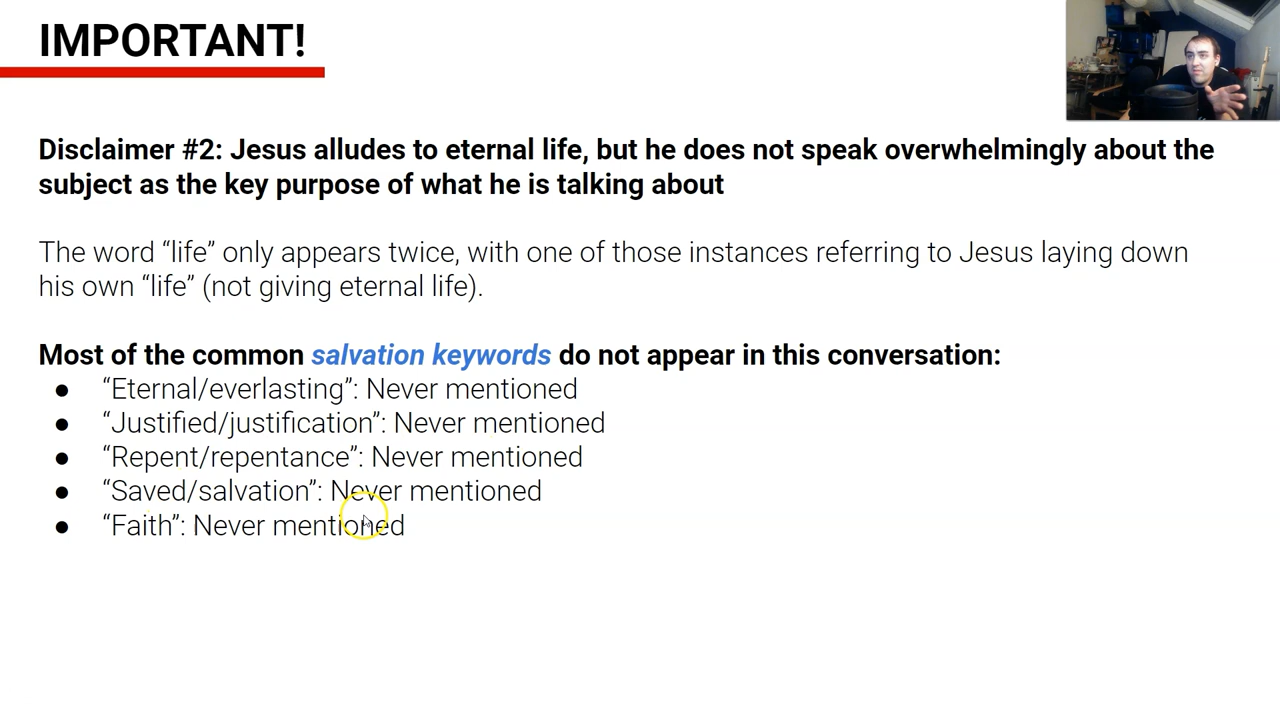 IMPORTANT!
Disclaimer #2: Jesus alludes to eternal life, but he does not speak overwhelmingly about the
subject as the key purpose of what he is talking about
The word “life” only appears twice, with one of those instances referring to Jesus laying down
his own “life” (not giving eternal life).
Most of the common salvation keywords do not appear in this conversation:
● “Eternal/everlasting”: Never mentioned
● “Justified/justification”: Never mentioned
● “Repent/repentance”: Never mentioned
● “Saved/salvation”: Never mentioned
● “Faith”: Never mentioned